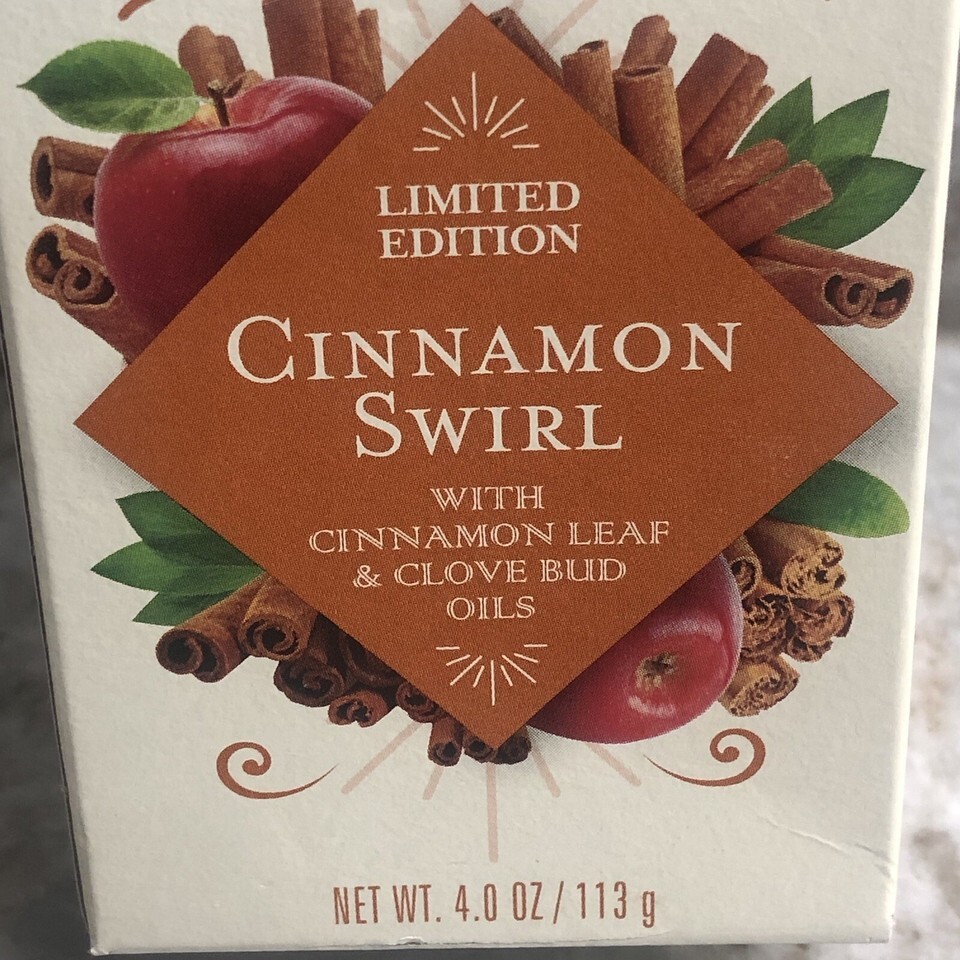 LIMITED
EDITION
CINNAMON
SWIRL
WITH
CINNAMON LEAF
& CLOVE BUD
OILS
NET WT. 4.0 OZ / 113 g